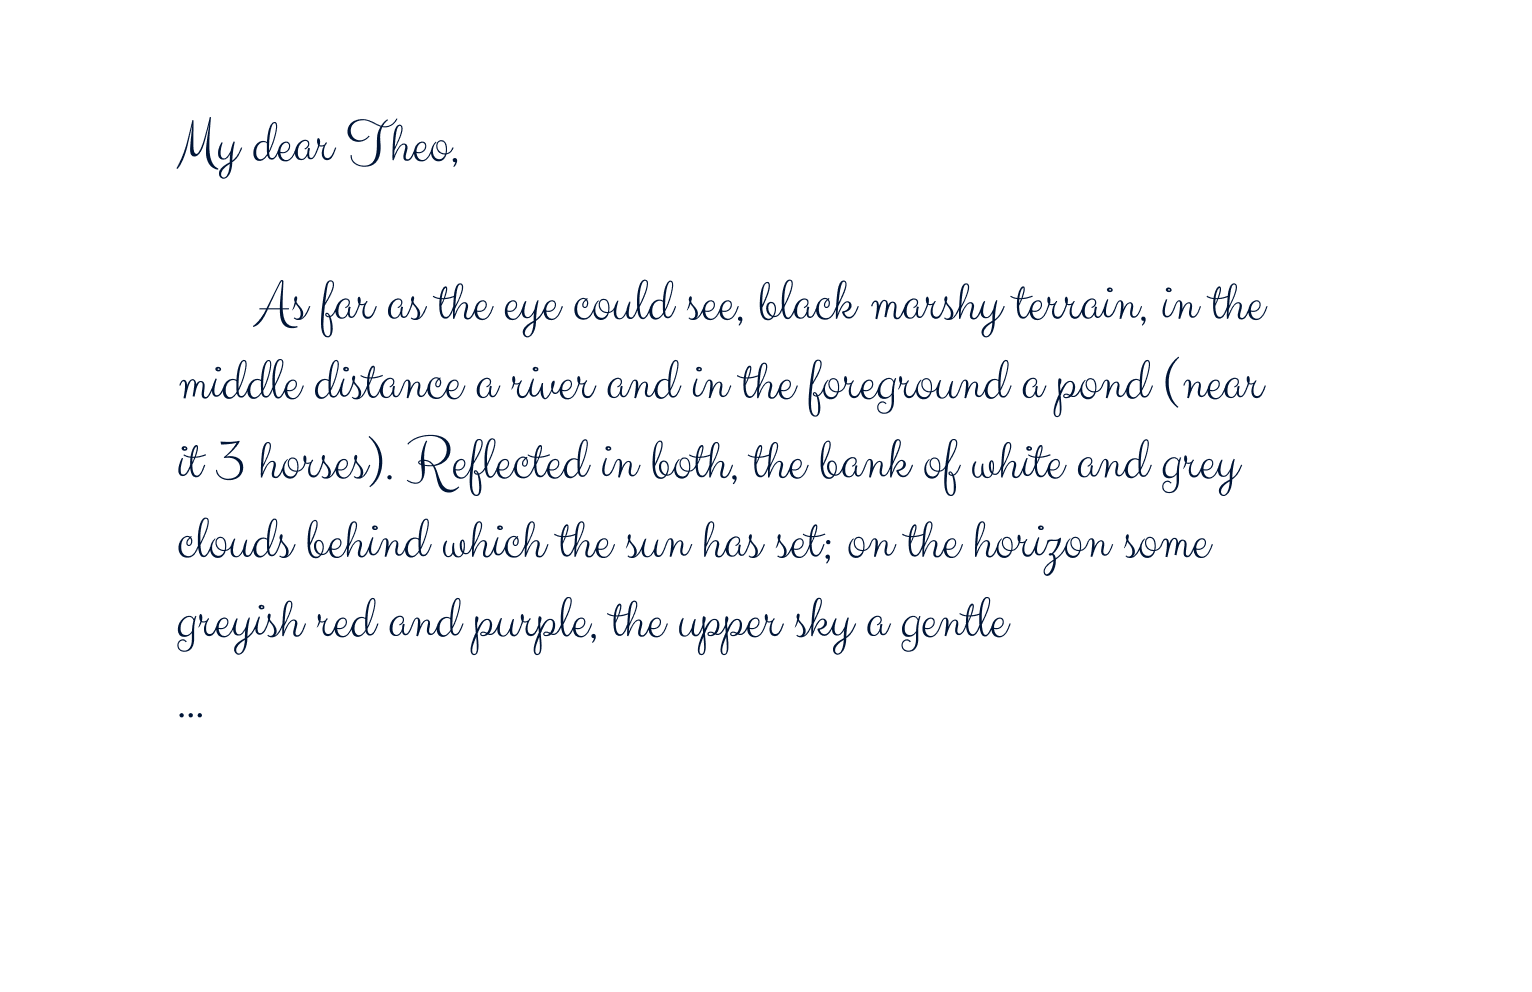 My dear Theo,
As far as the eye could see, black marshy terrain, in the
middle distance a river and in the foreground a pond (near
it 3 horses). Reflected in both, the bank of white and grey
clouds behind which the sun has set; on the horizon some
greyish red and purple, the upper sky a gentle
...